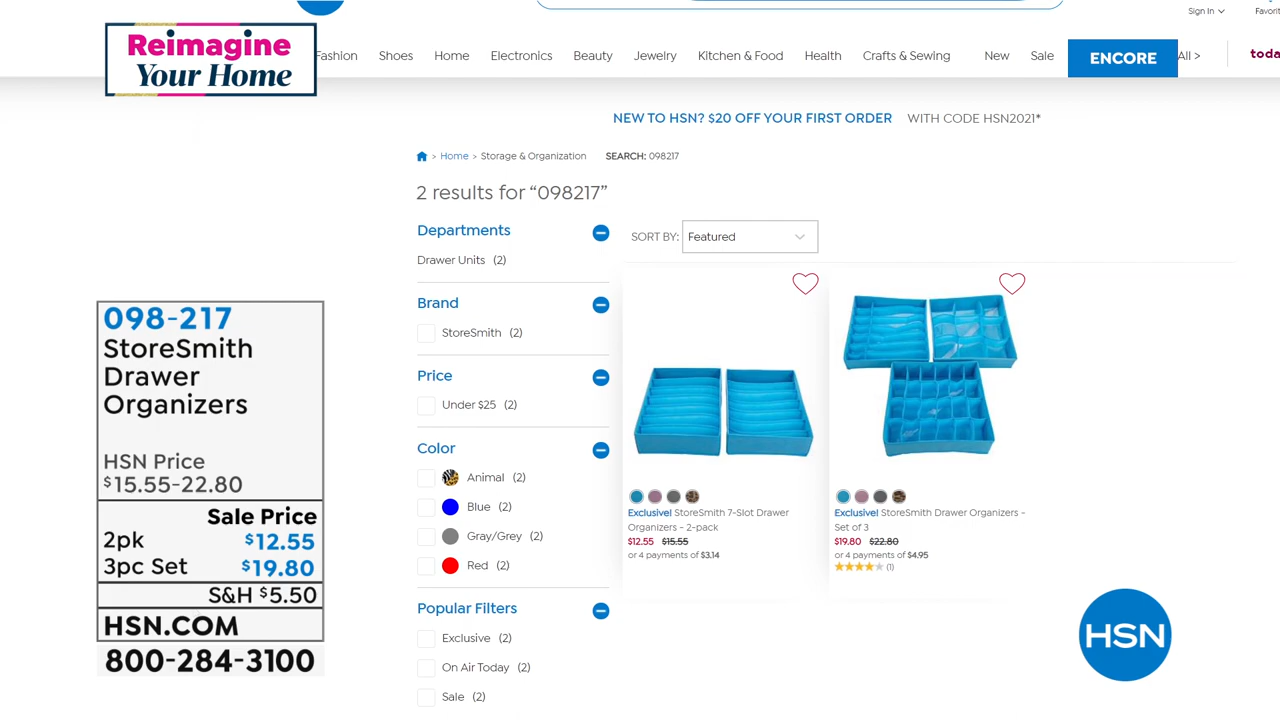 Sign In
Favorit
Reimagine
Your Home
Fashion Shoes Home Electronics Beauty Jewelry Kitchen & Food Health Crafts & Sewing New Sale ENCORE All >
toda
NEW TO HSN? $20 OFF YOUR FIRST ORDER WITH CODE HSN2021*
> Home > Storage & Organization SEARCH: 098217
2 results for “098217”
Departments
Drawer Units (2)
Brand
StoreSmith (2)
Price
Under $25 (2)
Color
Animal (2)
Blue (2)
Gray/Grey (2)
Red (2)
Popular Filters
Exclusive (2)
On Air Today (2)
Sale (2)
SORT BY: Featured
Exclusive! StoreSmith 7-Slot Drawer
Organizers - 2-pack
$12.55 $15.55
or 4 payments of $3.14
Exclusive! StoreSmith Drawer Organizers -
Set of 3
$19.80 $22.80
or 4 payments of $4.95
(1)
098-217
StoreSmith
Drawer
Organizers
HSN Price
$15.55-22.80
Sale Price
2pk $12.55
3pc Set $19.80
S&H $5.50
HSN.COM
800-284-3100
HSN